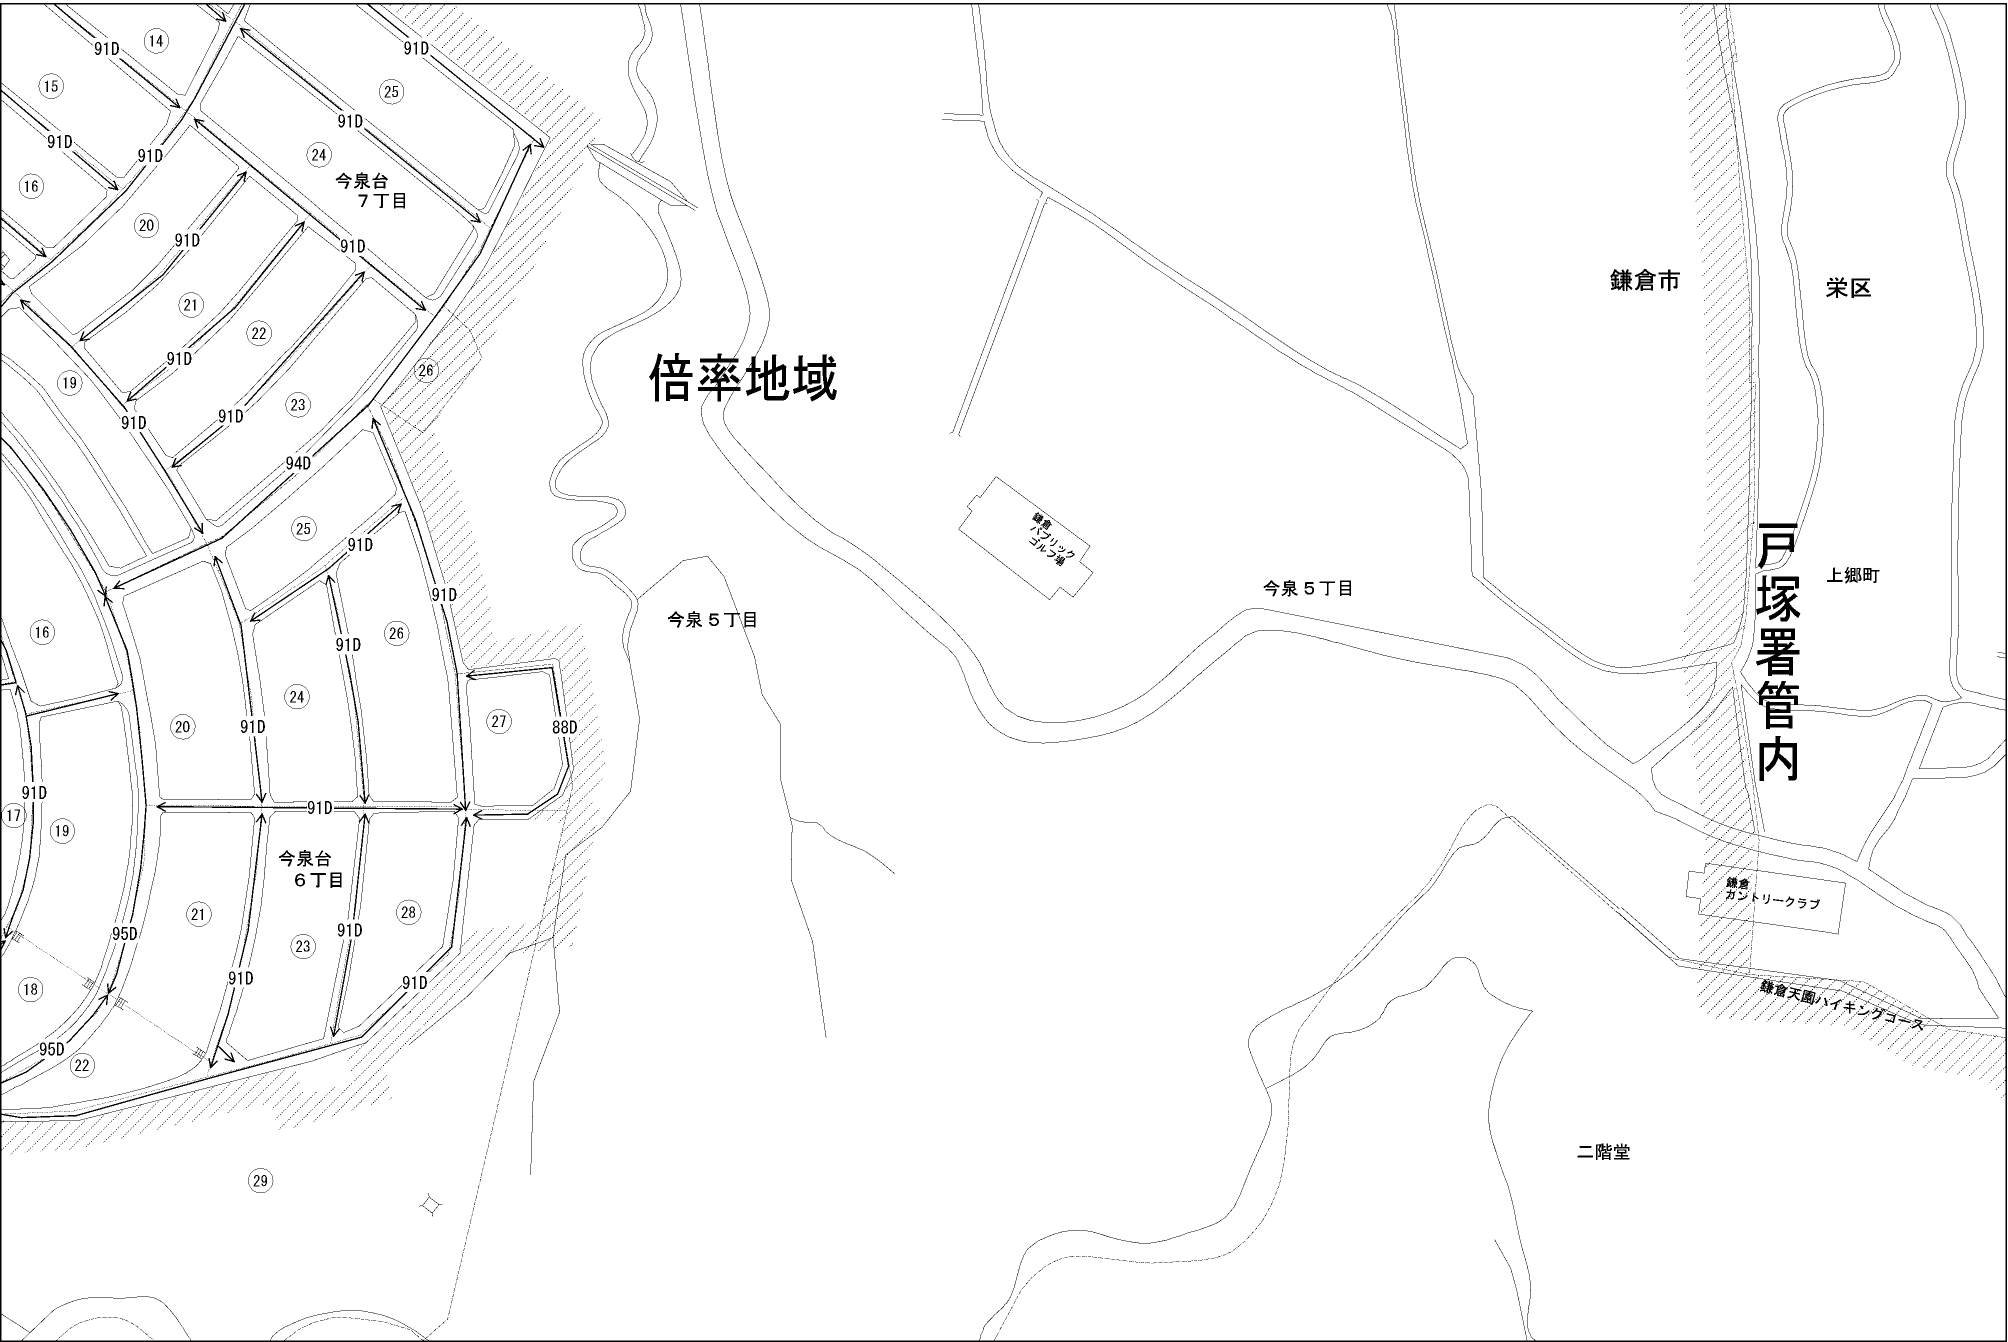 91D
14
91D
25
15
91D
91D
91D
24
16
今泉台
７丁目
20
91D
91D
21
22
91D
26
19
23
91D
91D
倍率地域
鎌倉市
栄区
94D
25
91D
鎌倉
パブリック
ゴルフ場
戸塚署管内
上郷町
今泉５丁目
今泉５丁目
91D
16
26
91D
24
27
20
91D
88D
91D
91D
17
19
今泉台
６丁目
28
21
91D
95D
23
鎌倉
カントリークラブ
91D
91D
18
鎌倉天園ハイキングコース
95D
22
二階堂
29